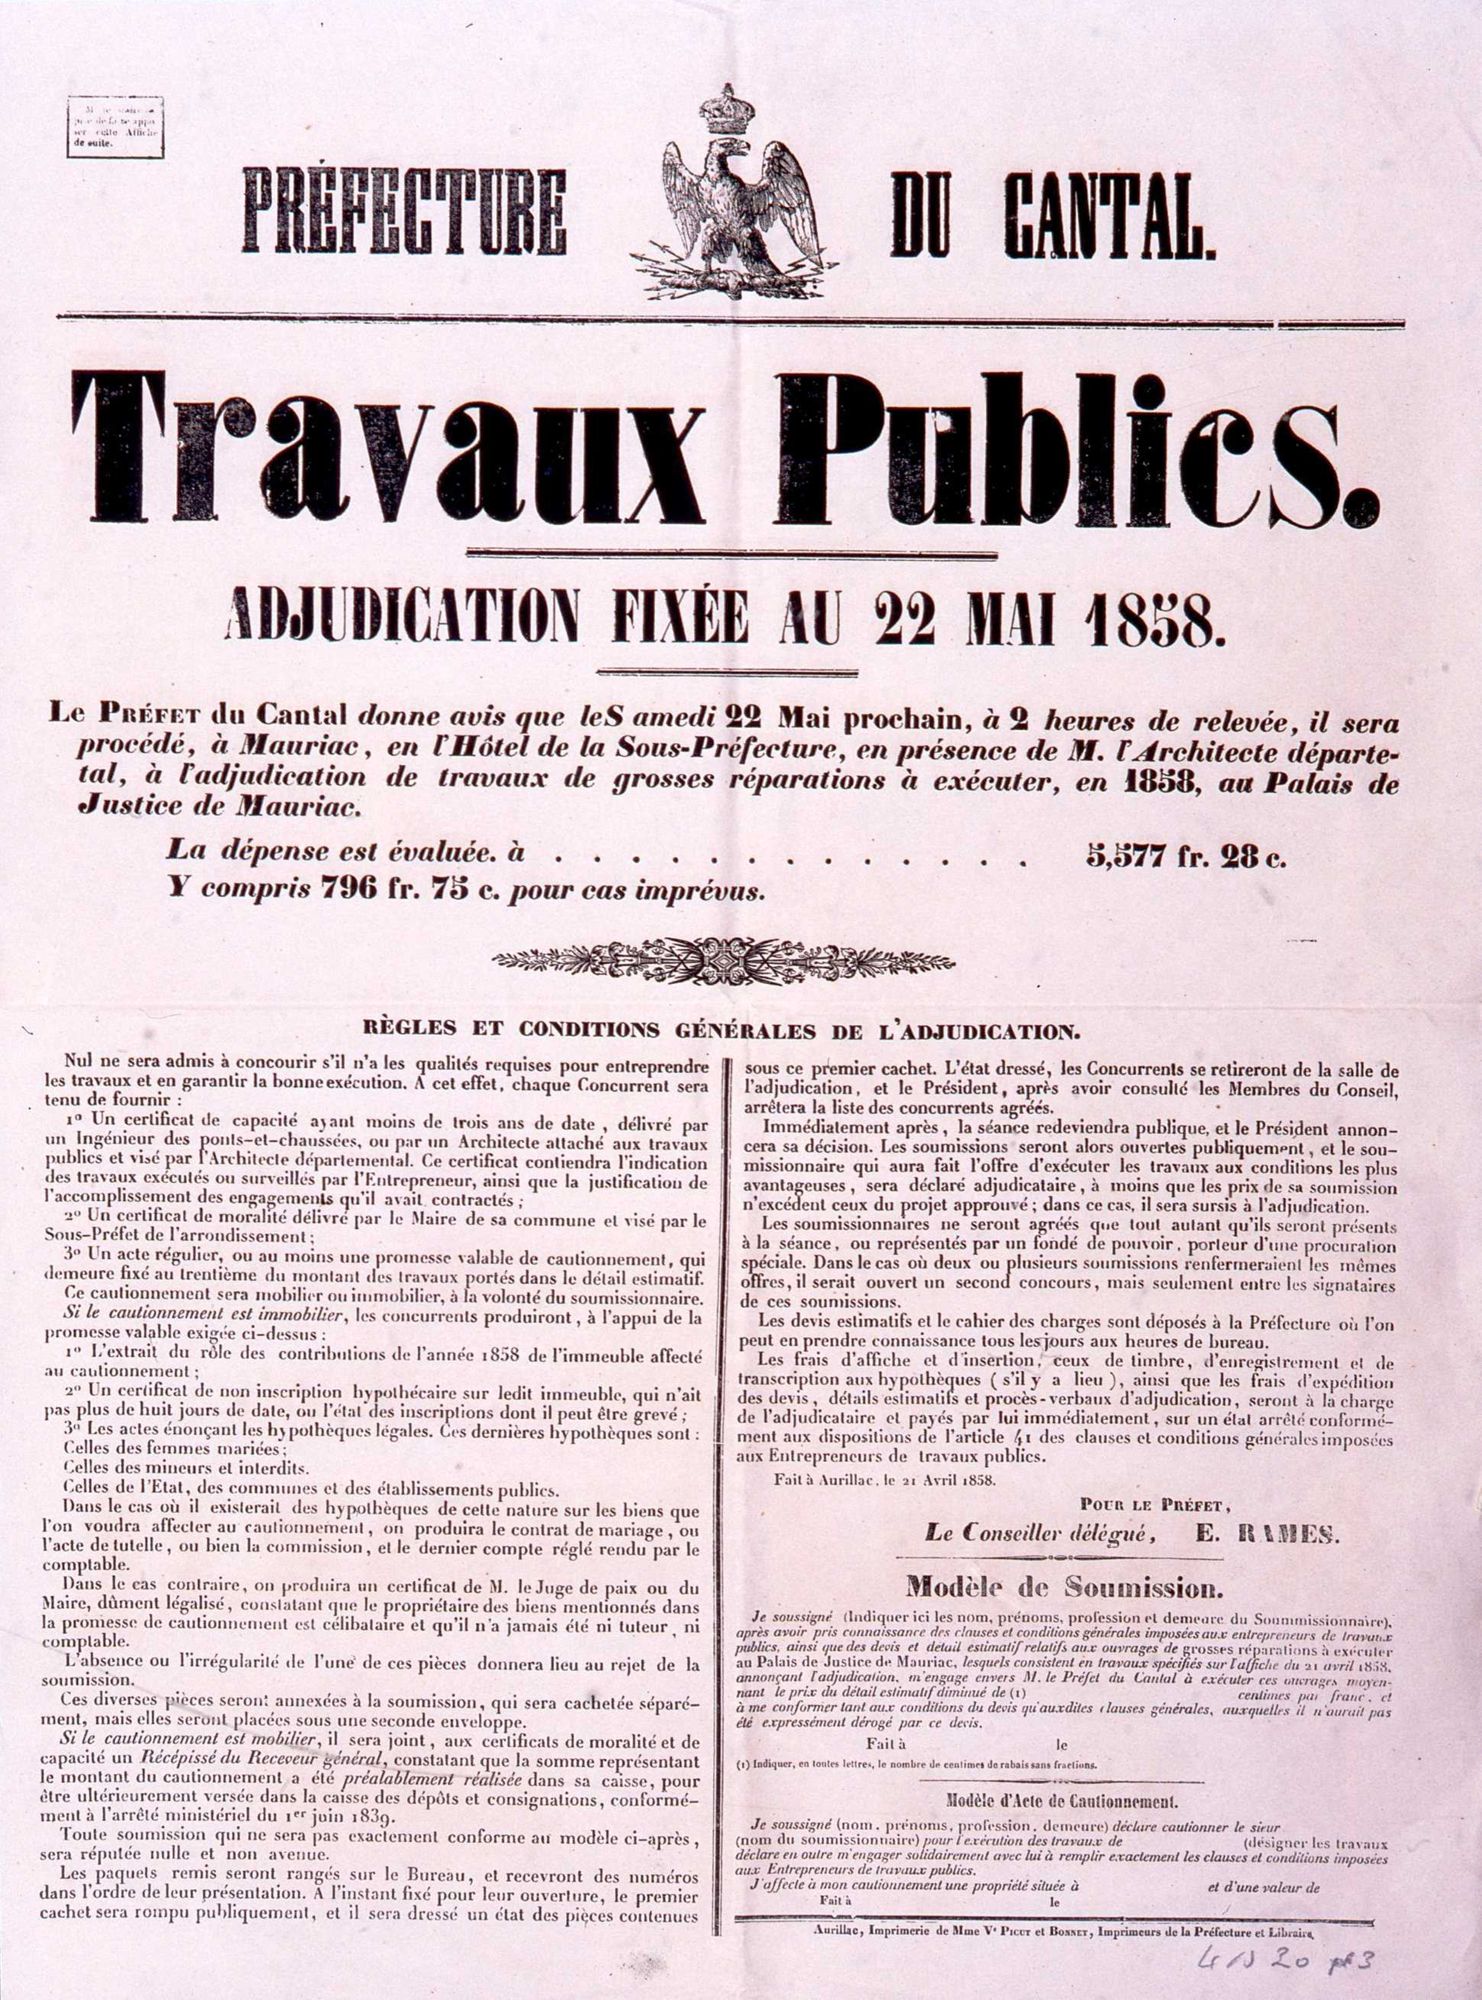 de suite.
PRÉFECTURE DU CANTAL.
Travaux Publics.
ADJUDICATION FIXÉE AU 22 MAI 1858.
Le PRÉFET du Cantal donne avis que leS amedi 22 Mai prochain, à 2 heures de relevée, il sera
procédé, à Mauriac, en l'Hôtel de la Sous-Préfecture, en présence de M. l'Architecte départe-
tal, à l'adjudication de travaux de grosses réparations à exécuter, en 1858, au Palais de
Justice de Mauriac.
La dépense est évaluée. à . . . . . . . . . . . . . 5,577 fr. 28 c.
Y compris 796 fr. 75 c. pour cas imprévus.
RÈGLES ET CONDITIONS GÉNÉRALES DE L'ADJUDICATION.
Nul ne sera admis à concourir s'il n'a les qualités requises pour entreprendre
les travaux et en garantir la bonne exécution. A cet effet, chaque Concurrent sera
tenu de fournir :
1º Un certificat de capacité ayant moins de trois ans de date, délivré par
un Ingénieur des ponts-et-chaussées, ou par un Architecte attaché aux travaux
publics et visé par l'Architecte départemental. Ce certificat contiendra l'indication
des travaux exécutés ou surveillés par l'Entrepreneur, ainsi que la justification de
l'accomplissement des engagements qu'il avait contractés ;
2º Un certificat de moralité délivré par le Maire de sa commune et visé par le
Sous-Préfet de l'arrondissement ;
3º Un acte régulier, ou au moins une promesse valable de cautionnement, qui
demeure fixé au trentième du montant des travaux portés dans le détail estimatif.
Ce cautionnement sera mobilier ou immobilier, à la volonté du soumissionnaire.
Si le cautionnement est immobilier, les concurrents produiront, à l'appui de la
promesse valable exigée ci-dessus :
1º L'extrait du rôle des contributions de l'année 1858 de l'immeuble affecté
au cautionnement ;
2º Un certificat de non inscription hypothécaire sur ledit immeuble, qui n'ait
pas plus de huit jours de date, ou l'état des inscriptions dont il peut être grevé ;
3º Les actes énonçant les hypothèques légales. Ces dernières hypothèques sont :
Celles des femmes mariées ;
Celles des mineurs et interdits.
Celles de l'Etat, des communes et des établissements publics.
Dans le cas où il existerait des hypothèques de cette nature sur les biens que
l'on voudra affecter au cautionnement, on produira le contrat de mariage, ou
l'acte de tutelle, ou bien la commission, et le dernier compte réglé rendu par le
comptable.
Dans le cas contraire, on produira un certificat de M. le Juge de paix ou du
Maire, dûment légalisé, constatant que le propriétaire des biens mentionnés dans
la promesse de cautionnement est célibataire et qu'il n'a jamais été ni tuteur, ni
comptable.
L'absence ou l'irrégularité de l'une de ces pièces donnera lieu au rejet de la
soumission.
Ces diverses pièces seront annexées à la soumission, qui sera cachetée séparé-
ment, mais elles seront placées sous une seconde enveloppe.
Si le cautionnement est mobilier, il sera joint, aux certificats de moralité et de
capacité un Récépissé du Receveur général, constatant que la somme représentant
le montant du cautionnement a été préalablement réalisée dans sa caisse, pour
être ultérieurement versée dans la caisse des dépôts et consignations, conformé-
ment à l'arrêté ministériel du 1er juin 1839.
Toute soumission qui ne sera pas exactement conforme au modèle ci-après,
sera réputée nulle et non avenue.
Les paquets remis seront rangés sur le Bureau, et recevront des numéros
dans l'ordre de leur présentation. A l'instant fixé pour leur ouverture, le premier
cachet sera rompu publiquement, et il sera dressé un état des pièces contenues
sous ce premier cachet. L'état dressé, les Concurrents se retireront de la salle de
l'adjudication, et le Président, après avoir consulté les Membres du Conseil,
arrêtera la liste des concurrents agréés.
Immédiatement après, la séance redeviendra publique, et le Président annon-
cera sa décision. Les soumissions seront alors ouvertes publiquement, et le sou-
missionnaire qui aura fait l'offre d'exécuter les travaux aux conditions les plus
avantageuses, sera déclaré adjudicataire, à moins que les prix de sa soumission
n'excédent ceux du projet approuvé ; dans ce cas, il sera sursis à l'adjudication.
Les soumissionnaires ne seront agréés que tout autant qu'ils seront présents
à la séance, ou représentés par un fondé de pouvoir, porteur d'une procuration
spéciale. Dans le cas où deux ou plusieurs soumissions renfermeraient les mêmes
offres, il serait ouvert un second concours, mais seulement entre les signataires
de ces soumissions.
Les devis estimatifs et le cahier des charges sont déposés à la Préfecture où l'on
peut en prendre connaissance tous les jours aux heures de bureau.
Les frais d'affiche et d'insertion, ceux de timbre, d'enregistrement et de
transcription aux hypothèques (s'il y a lieu), ainsi que les frais d'expédition
des devis, détails estimatifs et procès-verbaux d'adjudication, seront à la charge
de l'adjudicataire et payés par lui immédiatement, sur un état arrêté conformé-
ment aux dispositions de l'article 41 des clauses et conditions générales imposées
aux Entrepreneurs de travaux publics.
Fait à Aurillac, le 21 Avril 1858.
POUR LE PRÉFET,
Le Conseiller délégué, E. RAMES.
Modèle de Soumission.
Je soussigné (Indiquer ici les nom, prénoms, profession et demeure du Soummissionnaire),
après avoir pris connaissance des clauses et conditions générales imposées aux entrepreneurs de travaux
publics, ainsi que des devis et detail estimatif relatifs aux ouvrages de grosses réparations à exécuter
au Palais de Justice de Mauriac, lesquels consistent en travaux spécifiés sur l'affiche du 21 avril 1858,
annonçant l'adjudication, m'engage envers M. le Préfet du Cantal à exécuter ces ouvrages moyen-
nant le prix du détail estimatif diminué de (1) centimes par franc, et
à me conformer tant aux conditions du devis qu'auxdites clauses générales, auxquelles il n'aurait pas
été expressément dérogé par ce devis.
Fait à le
(1) Indiquer, en toutes lettres, le nombre de centimes de rabais sans fractions.
Modèle d'Acte de Cautionnement.
Je soussigné (nom, prénoms, profession, demeure) déclare cautionner le sieur
(nom du soumissionnaire) pour l'exécution des travaux de (désigner les travaux
déclare en outre m'engager solidairement avec lui à remplir exactement les clauses et conditions imposées
aux Entrepreneurs de travaux publics.
J'affecte à mon cautionnement une propriété située à et d'une valeur de
Fait à le
Aurillac, Imprimerie de Mme Ve PICUT et BONNET, Imprimeurs de la Préfecture et Libraire,